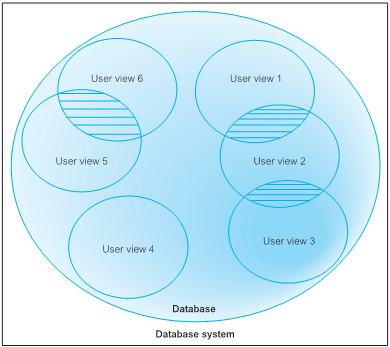 User view 6
User view 1
User view 5
User view 2
User view 4
User view 3
Database
Database system